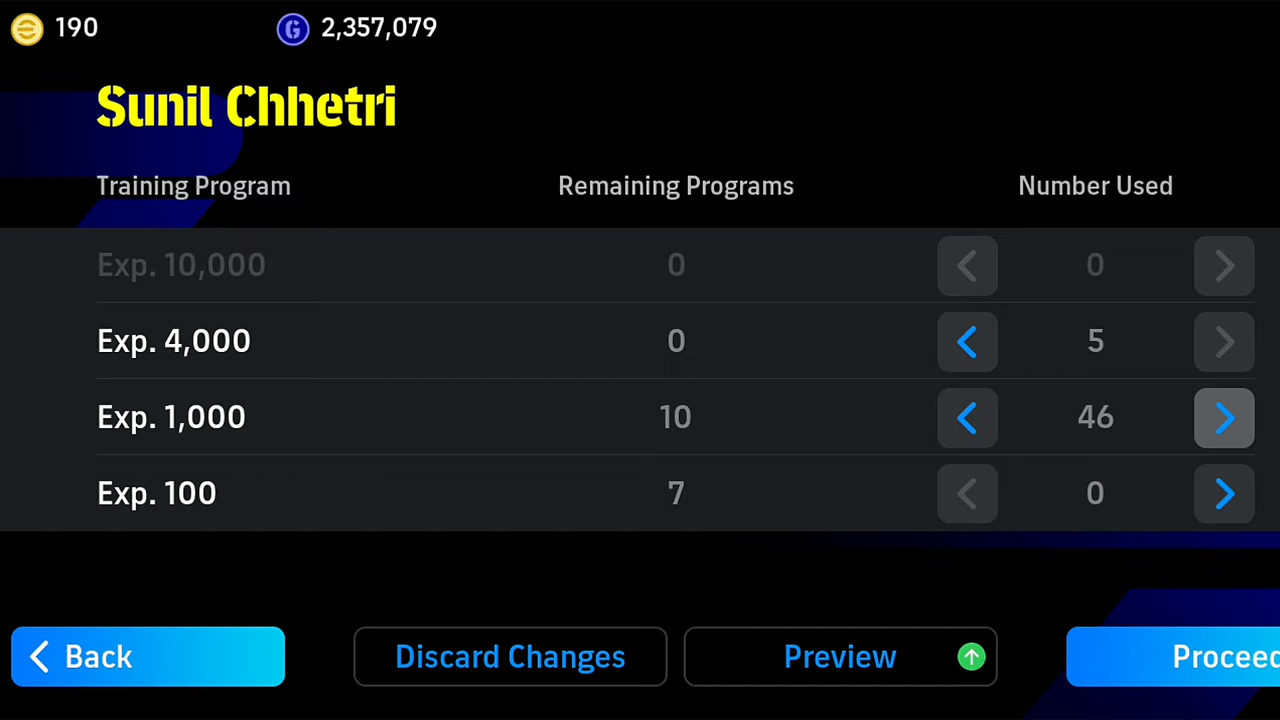 190 2,357,079
Sunil Chhetri
Training Program Remaining Programs Number Used
Exp. 10,000 0 0
Exp. 4,000 0 5
Exp. 1,000 10 46
Exp. 100 7 0
Back Discard Changes Preview Proceed